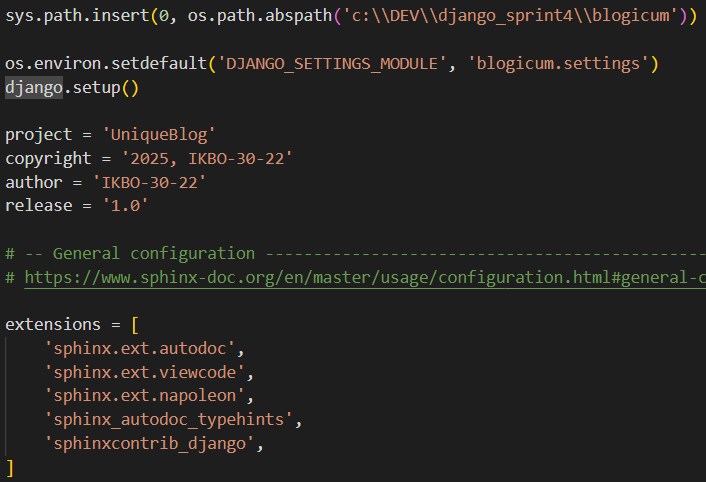 sys.path.insert(0, os.path.abspath('c:\\DEV\\django_sprint4\\blogicum'))
os.environ.setdefault('DJANGO_SETTINGS_MODULE', 'blogicum.settings')
django.setup()
project = 'UniqueBlog'
copyright = '2025, IKBO-30-22'
author = 'IKBO-30-22'
release = '1.0'
# -- General configuration -----------------------------------------------
# https://www.sphinx-doc.org/en/master/usage/configuration.html#general-c
extensions = [
    'sphinx.ext.autodoc',
    'sphinx.ext.viewcode',
    'sphinx.ext.napoleon',
    'sphinx_autodoc_typehints',
    'sphinxcontrib_django',
]